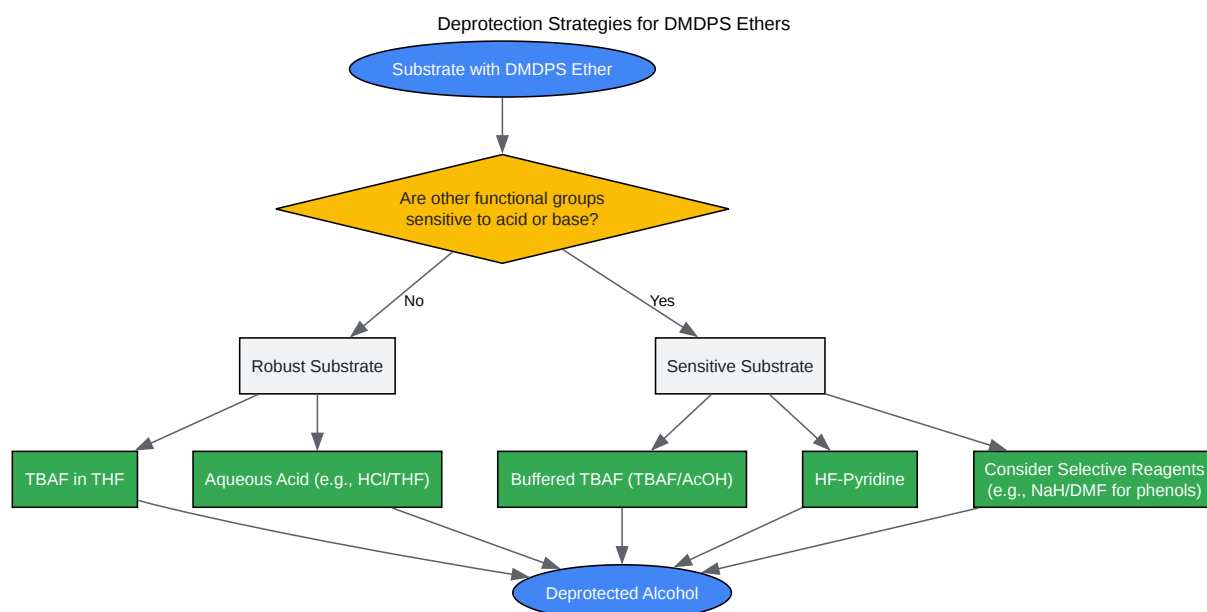 Deprotection Strategies for DMDPS Ethers
Substrate with DMDPS Ether
Are other functional groups
sensitive to acid or base?
No
Yes
Robust Substrate
Sensitive Substrate
TBAF in THF
Aqueous Acid (e.g., HCl/THF)
Buffered TBAF (TBAF/AcOH)
HF-Pyridine
Consider Selective Reagents
(e.g., NaH/DMF for phenols)
Deprotected Alcohol